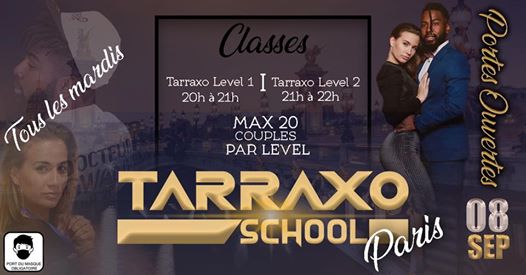 Classes
Tarraxo Level 1
20h à 21h
Tarraxo Level 2
21h à 22h
MAX 20
COUPLES
PAR LEVEL
Tous les mardis
Portes Ouvertes
08
SEP
TARRAXO
SCHOOL
Paris
PORT DU MASQUE
OBLIGATOIRE